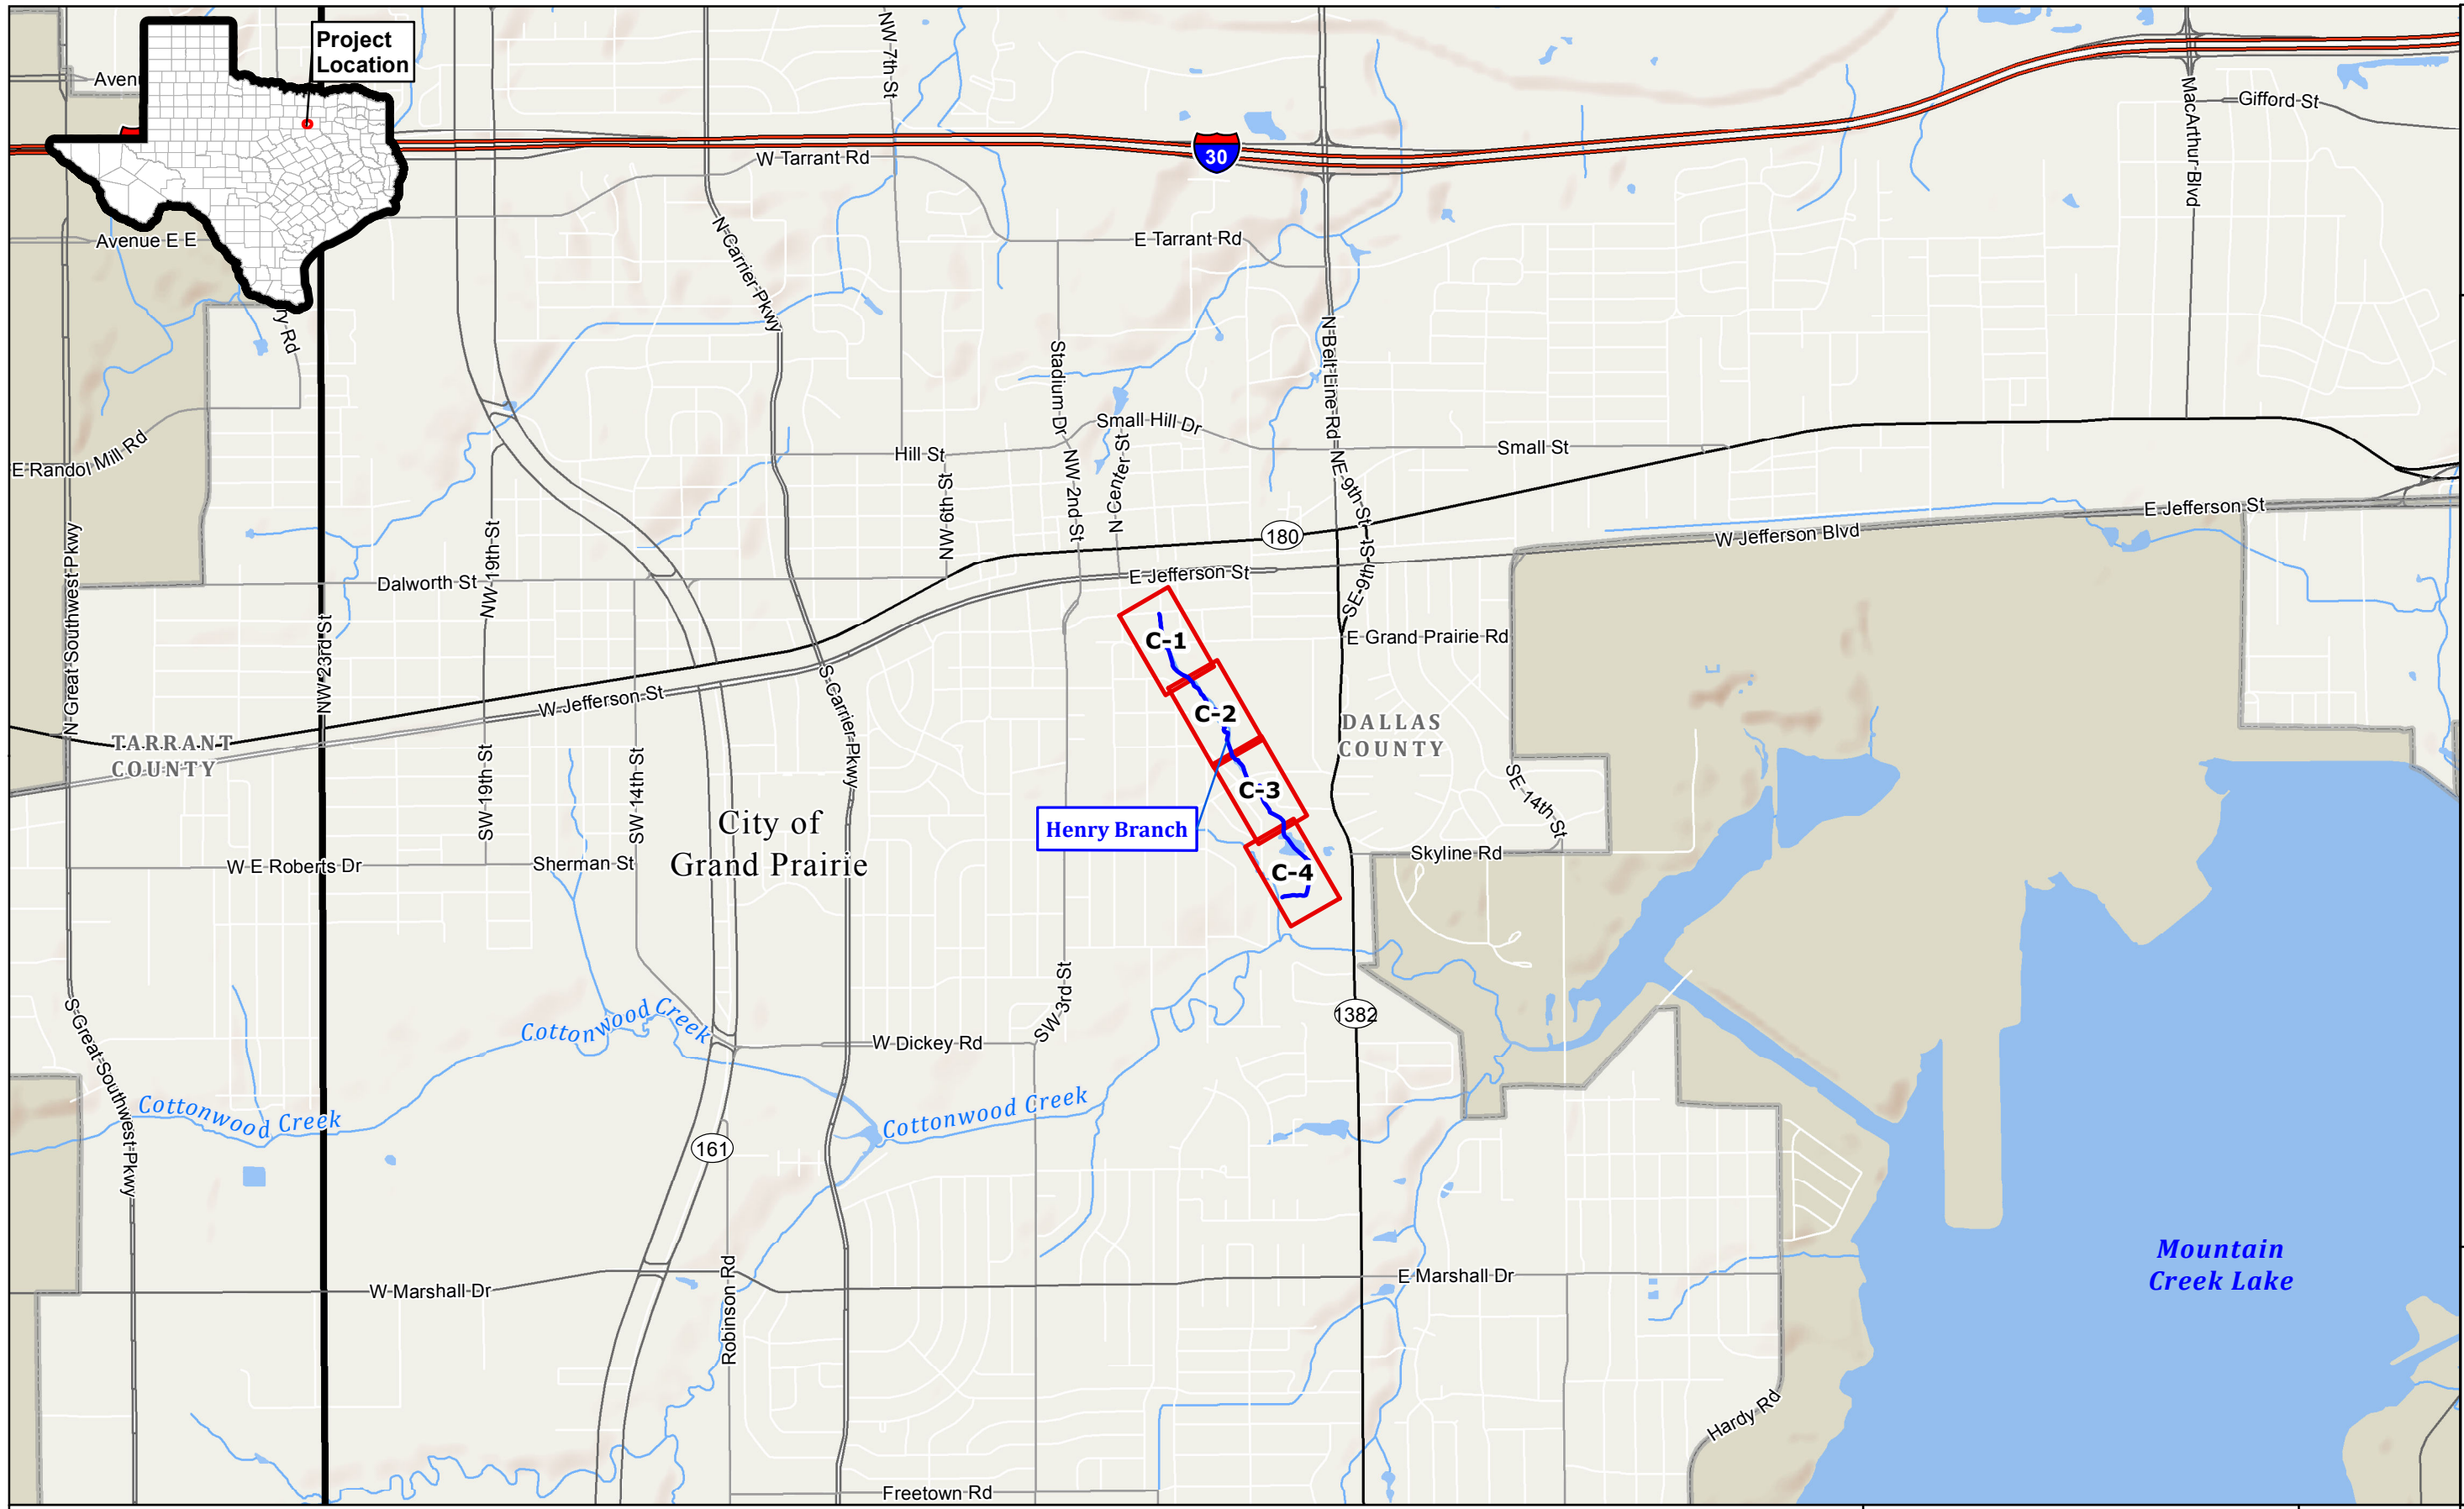 Project
Location
NW 7th St
MacArthur Blvd
Gifford St
30
W Tarrant Rd
Avenue E E
E Tarrant Rd
N Carrier Pkwy
ry Rd
N Belt Line Rd
Stadium Dr
Small Hill Dr
E Randol Mill Rd
Hill St
Small St
N Center St
NW 2nd St
NW 6th St
NE 9th St
180
E Jefferson St
W Jefferson Blvd
N Great Southwest Pkwy
NW 19th St
Dalworth St
E Jefferson St
SE 9th St
C-1
E Grand Prairie Rd
NW 23rd St
W Jefferson St
S Carrier Pkwy
C-2
DALLAS
COUNTY
TARRANT
COUNTY
SW 19th St
SW 14th St
C-3
SE 14th St
City of
Grand Prairie
Henry Branch
Skyline Rd
W E Roberts Dr
Sherman St
C-4
S Great Southwest Pkwy
Cottonwood Creek
SW 3rd St
1382
W Dickey Rd
Cottonwood Creek
Cottonwood Creek
161
Mountain
Creek Lake
W Marshall Dr
Robinson Rd
E Marshall Dr
Hardy Rd
Freetown Rd